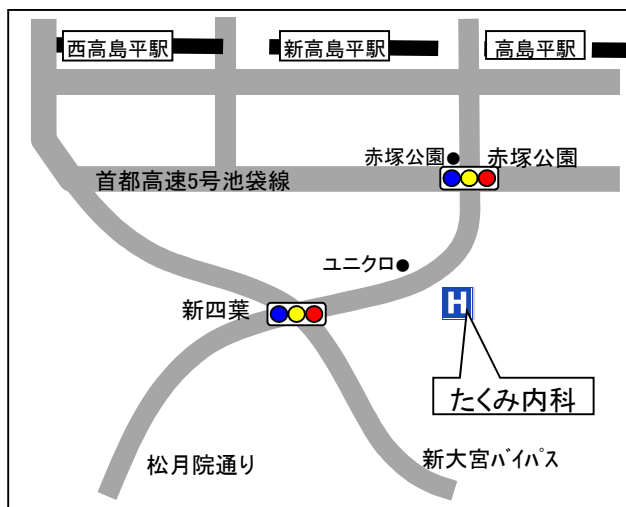 西高島平駅
新高島平駅
高島平駅
赤塚公園
赤塚公園
首都高速5号池袋線
ユニクロ
新四葉
H
たくみ内科
松月院通り
新大宮バイパス